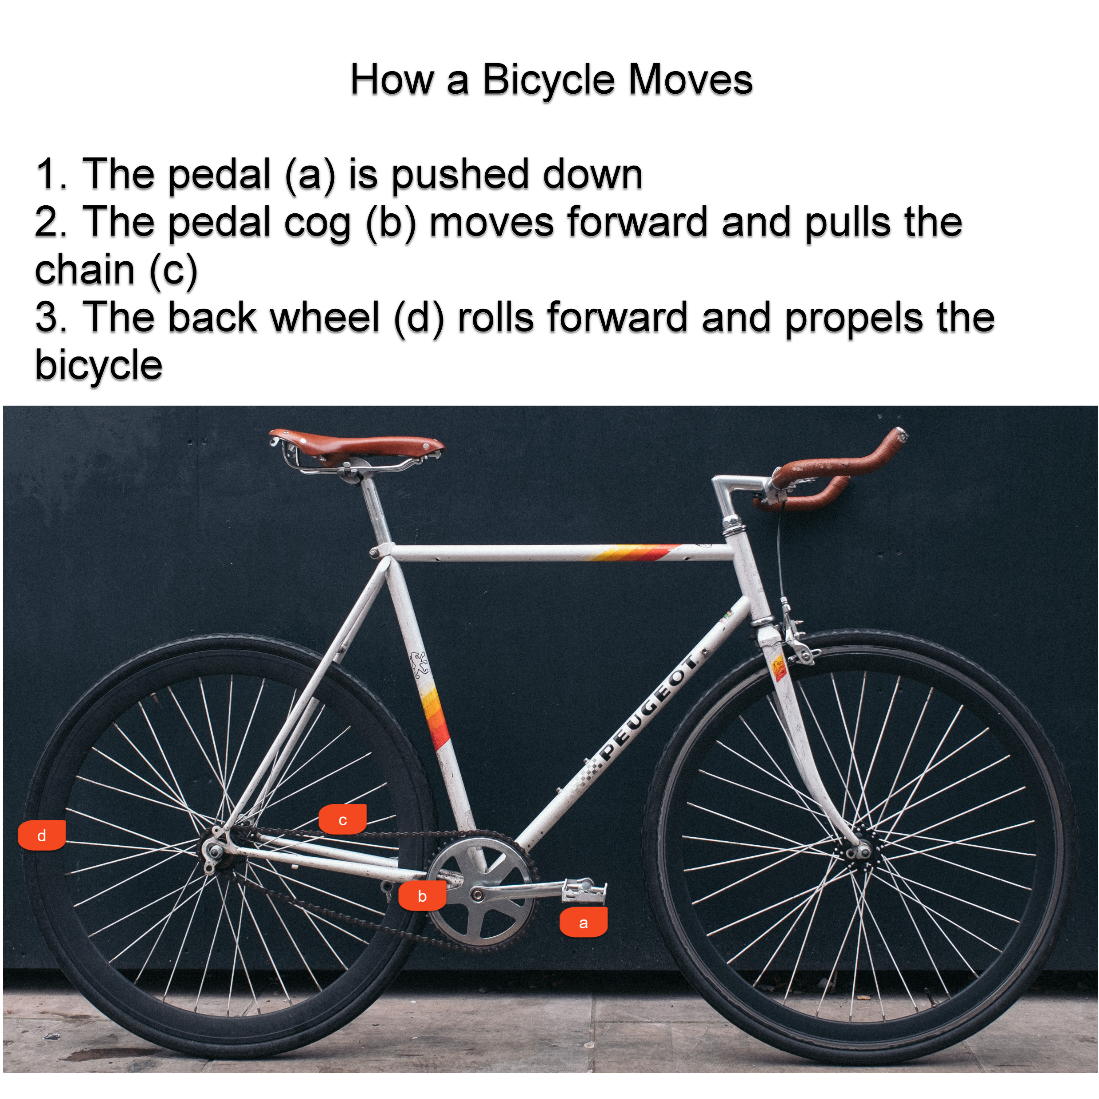 How a Bicycle Moves
1. The pedal (a) is pushed down
2. The pedal cog (b) moves forward and pulls the
chain (c)
3. The back wheel (d) rolls forward and propels the
bicycle
PEUGEOT
c
d
b
a